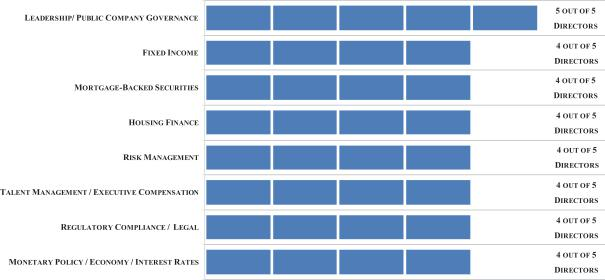 LEADERSHIP/ PUBLIC COMPANY GOVERNANCE
5 OUT OF 5
DIRECTORS
FIXED INCOME
4 OUT OF 5
DIRECTORS
MORTGAGE-BACKED SECURITIES
4 OUT OF 5
DIRECTORS
HOUSING FINANCE
4 OUT OF 5
DIRECTORS
RISK MANAGEMENT
4 OUT OF 5
DIRECTORS
TALENT MANAGEMENT / EXECUTIVE COMPENSATION
4 OUT OF 5
DIRECTORS
REGULATORY COMPLIANCE / LEGAL
4 OUT OF 5
DIRECTORS
MONETARY POLICY / ECONOMY / INTEREST RATES
4 OUT OF 5
DIRECTORS